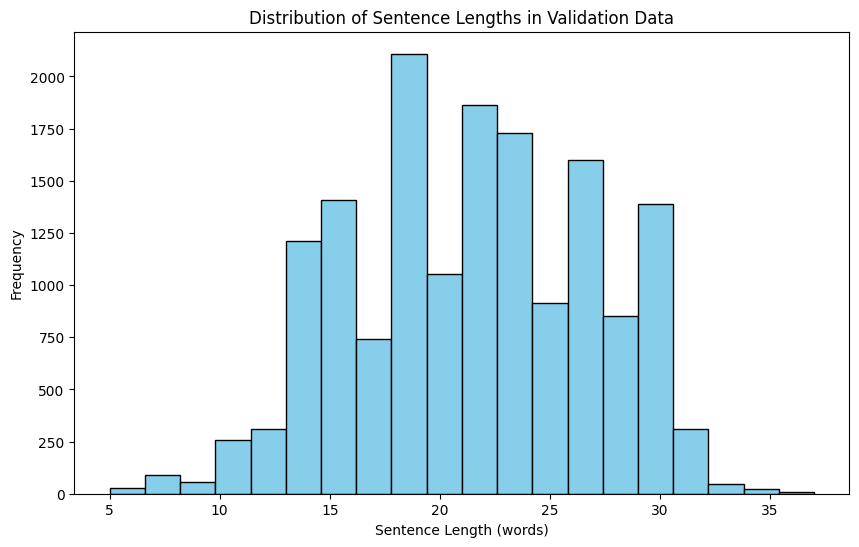 Distribution of Sentence Lengths in Validation Data
2000
1750
1500
1250
1000
750
500
250
0
Frequency
5 10 15 20 25 30 35
Sentence Length (words)